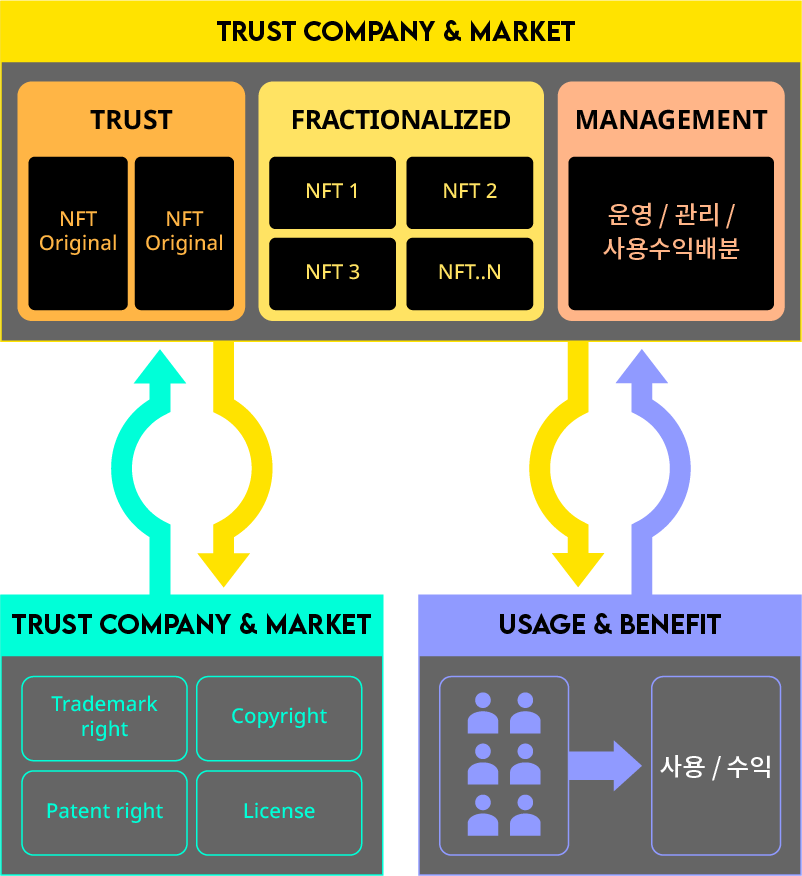 TRUST COMPANY & MARKET
TRUST
NFT
Original
NFT
Original
FRACTIONALIZED
NFT 1
NFT 2
NFT 3
NFT..N
MANAGEMENT
운영 / 관리 /
사용수익배분
TRUST COMPANY & MARKET
Trademark
right
Copyright
Patent right
License
USAGE & BENEFIT
사용 / 수익